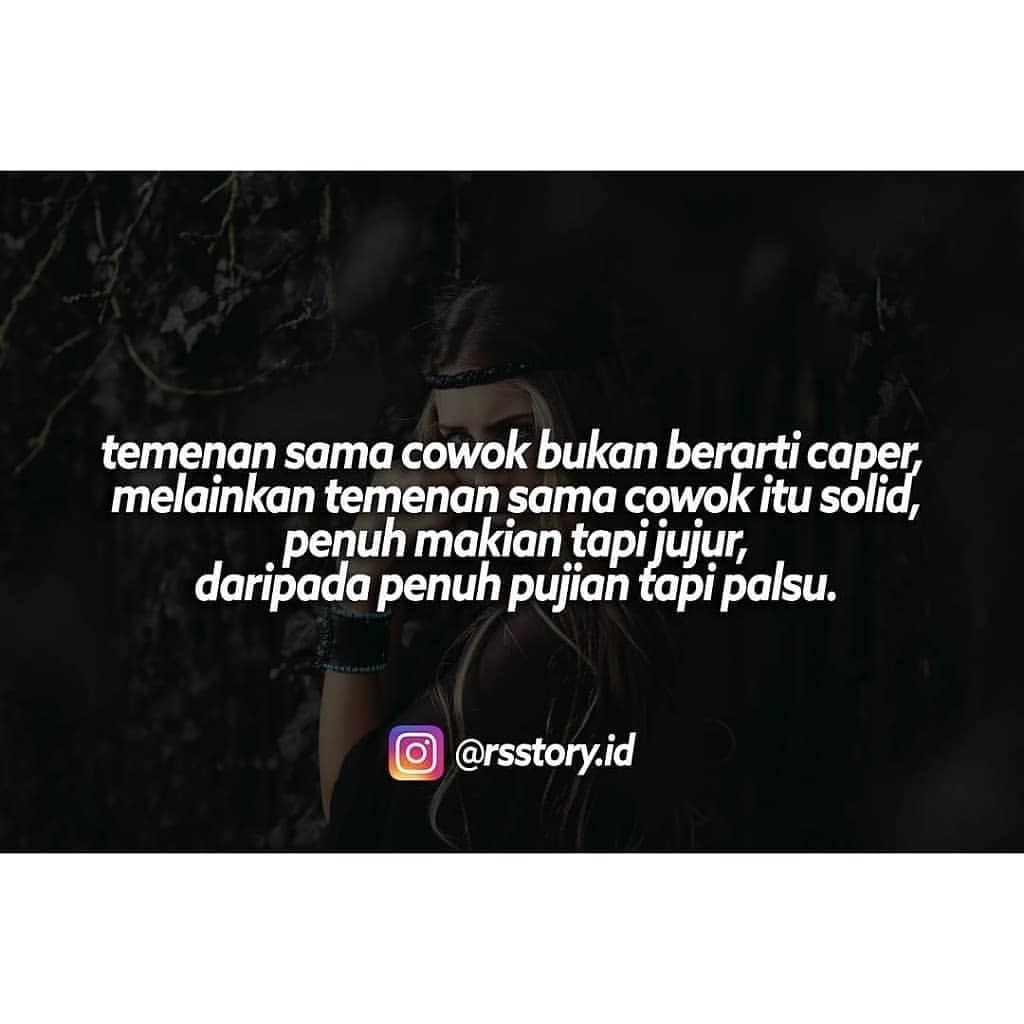 temenan sama cowok bukan berarti caper,
melainkan temenan sama cowok itu solid,
penuh makian tapi jujur,
daripada penuh pujian tapi palsu.
@rsstory.id